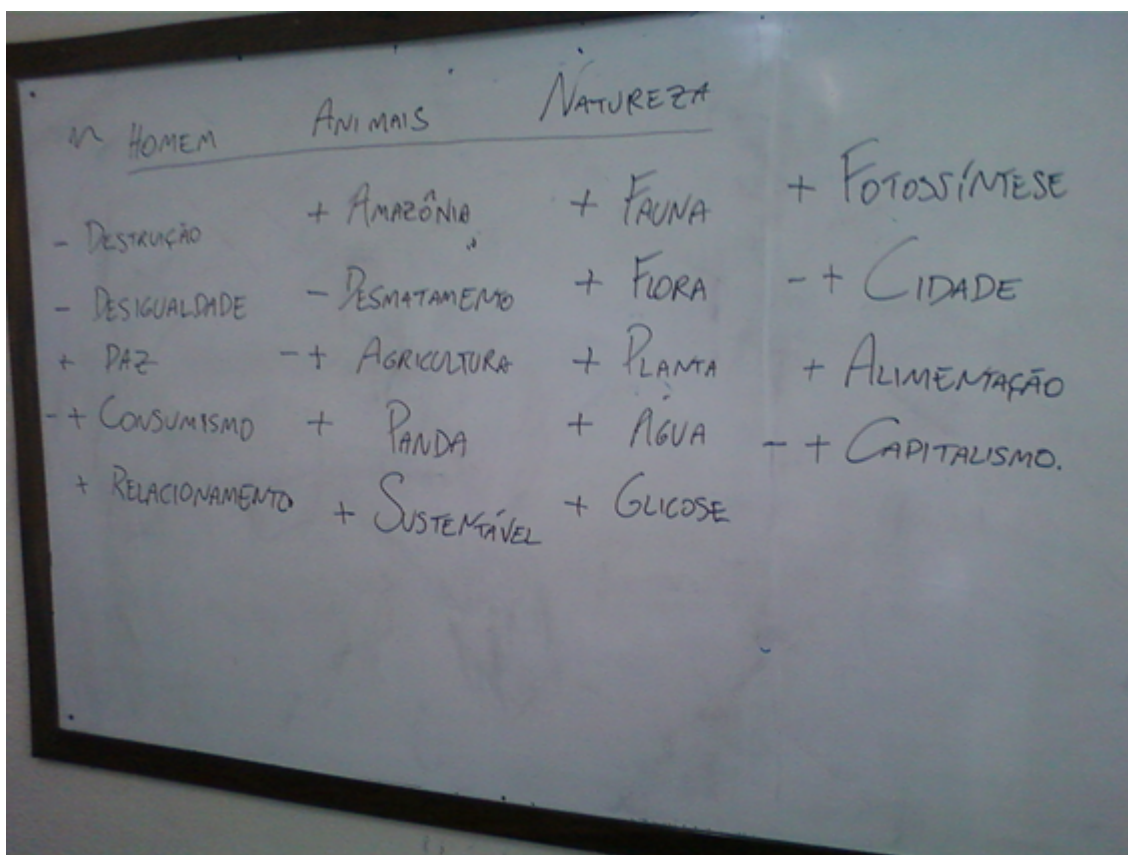 HOMEM ANIMAIS NATUREZA
- DESTRUIÇÃO + AMAZÔNIA + FAUNA + FOTOSSÍNTESE
- DESIGUALDADE - DESMATAMENTO + FLORA - + CIDADE
+ PAZ - + AGRICULTURA + PLANTA + ALIMENTAÇÃO
- + CONSUMISMO + PANDA + ÁGUA - + CAPITALISMO.
+ RELACIONAMENTO + SUSTENTÁVEL + GLICOSE